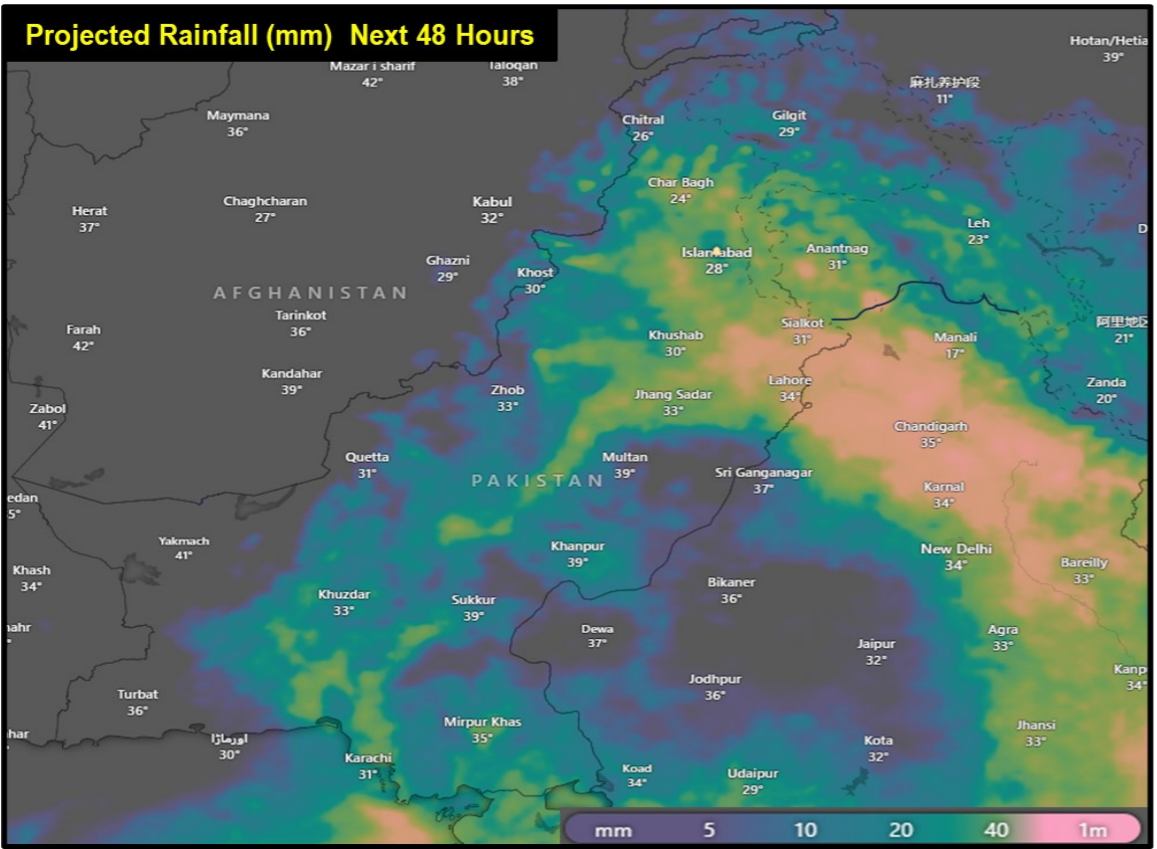 Projected Rainfall (mm) Next 48 Hours
Hotan/Hetia
39°
Mazar i sharif
42°
Taloqan
38°
麻扎养护段
11°
Maymana
36°
Chitral
26°
Gilgit
29°
Char Bagh
24°
Herat
37°
Chaghcharan
27°
Kabul
32°
Leh
23°
D
Islamabad
28°
Anantnag
31°
Ghazni
29°
Khost
30°
AFGHANISTAN
Tarinkot
36°
Farah
42°
Khushab
30°
Sialkot
31°
Manali
17°
阿里地区
21°
Kandahar
39°
Zhob
33°
Jhang Sadar
33°
Lahore
34°
Zanda
20°
Zabol
41°
Chandigarh
35°
Quetta
31°
Multan
39°
Sri Ganganagar
37°
PAKISTAN
Karnal
34°
edan
5°
Yakmach
41°
Khanpur
39°
New Delhi
34°
Bareilly
33°
Khash
34°
Bikaner
36°
Khuzdar
33°
Sukkur
39°
nahr
Dewa
37°
Agra
33°
Jaipur
32°
Kanp
34°
Turbat
36°
Jodhpur
36°
Mirpur Khas
35°
Jhansi
33°
har
اورماڑا
30°
Kota
32°
Karachi
31°
Koad
34°
Udaipur
29°
mm 5 10 20 40 1m